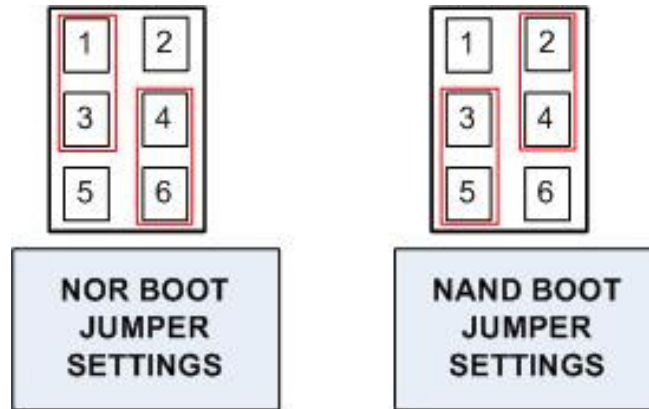 1 2
3 4
5 6
NOR BOOT
JUMPER
SETTINGS
1 2
3 4
5 6
NAND BOOT
JUMPER
SETTINGS